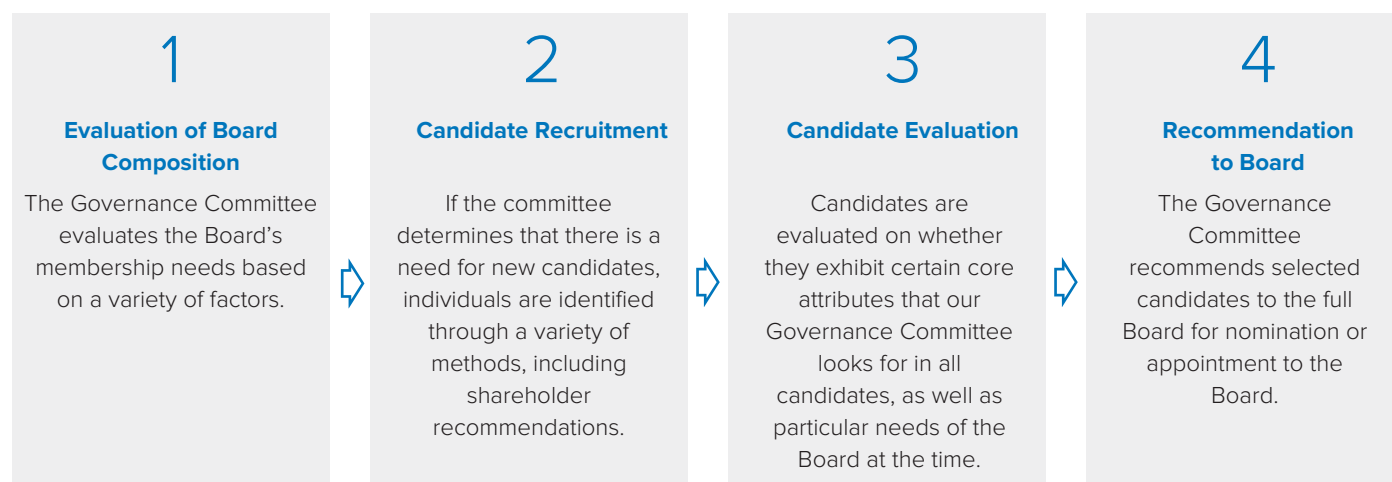 1
Evaluation of Board
Composition
The Governance Committee
evaluates the Board’s
membership needs based
on a variety of factors.
2
Candidate Recruitment
If the committee
determines that there is a
need for new candidates,
individuals are identified
through a variety of
methods, including
shareholder
recommendations.
3
Candidate Evaluation
Candidates are
evaluated on whether
they exhibit certain core
attributes that our
Governance Committee
looks for in all
candidates, as well as
particular needs of the
Board at the time.
4
Recommendation
to Board
The Governance
Committee
recommends selected
candidates to the full
Board for nomination or
appointment to the
Board.